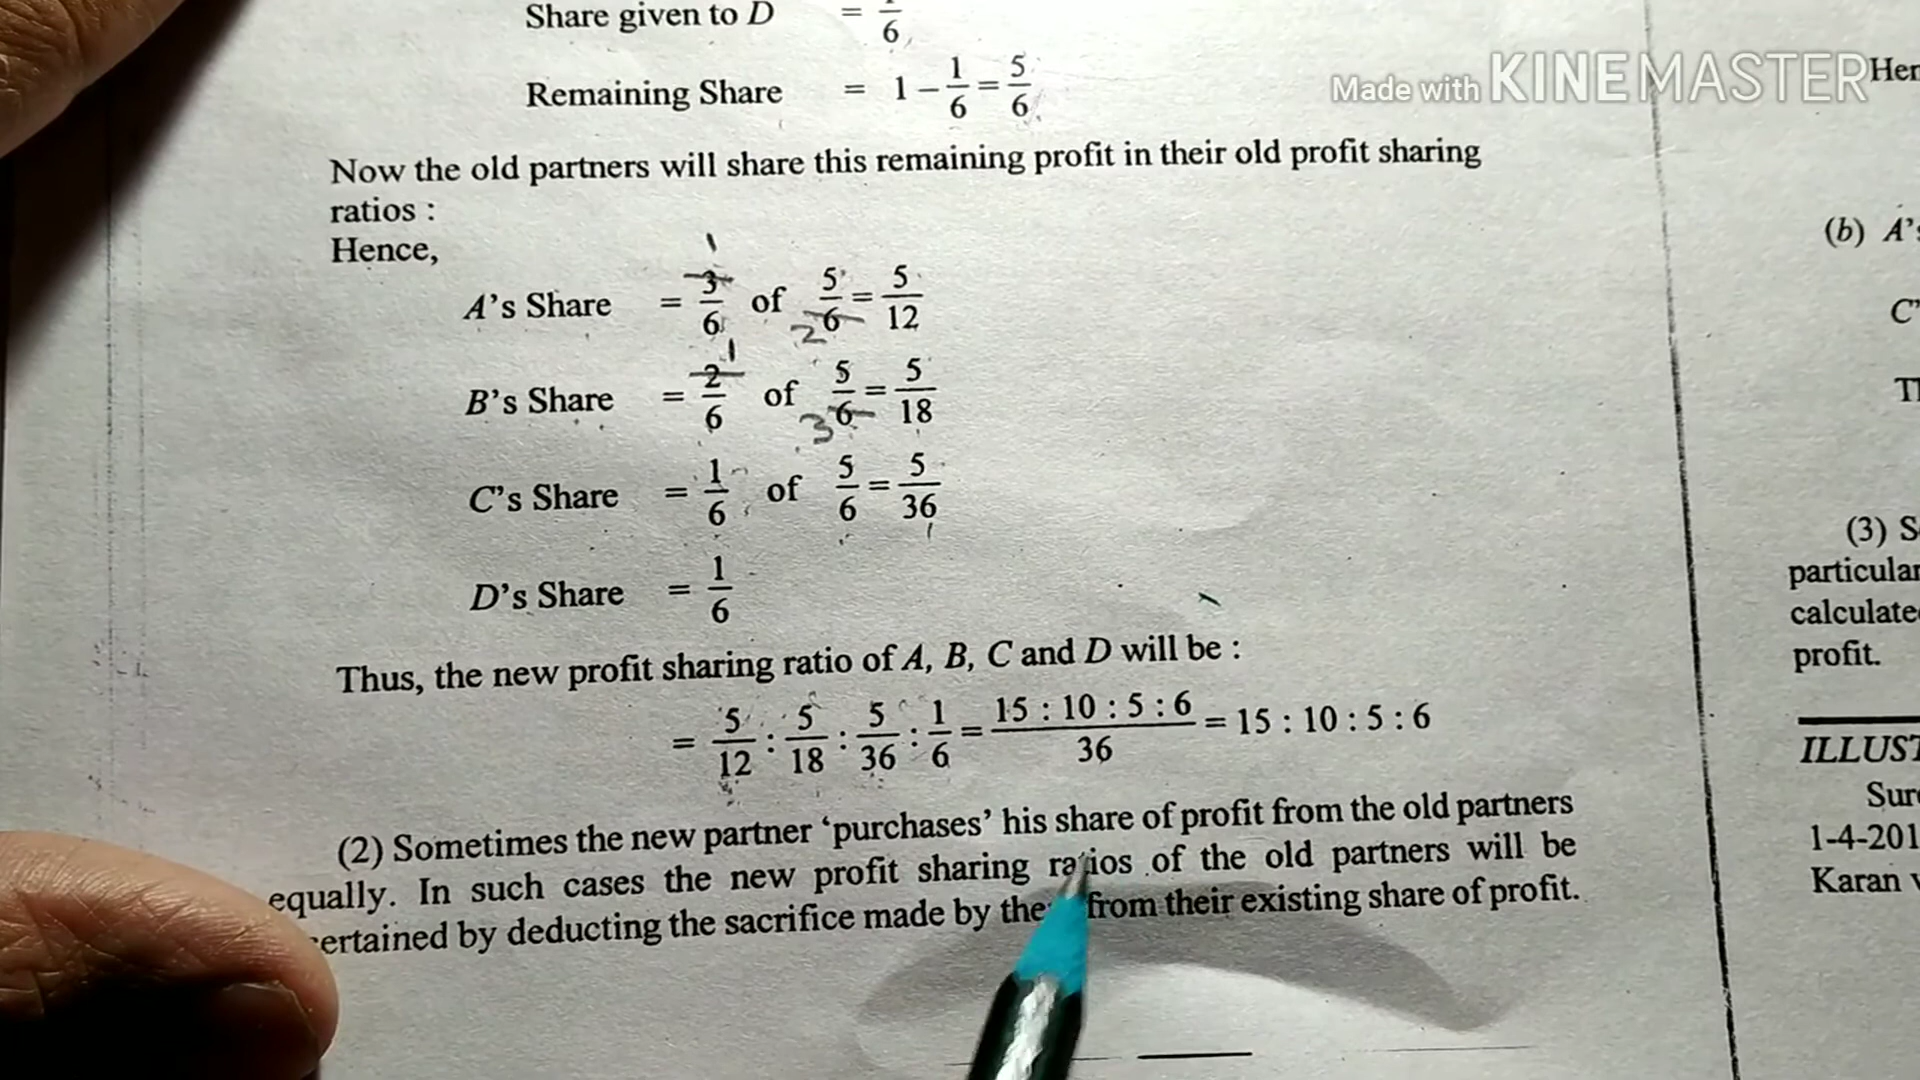 Share given to D = 1/6
Made with KINEMASTER
Remaining Share = 1 − 1/6 = 5/6
Now the old partners will share this remaining profit in their old profit sharing
ratios :
Hence,
1
A's Share = 3/6 of 5/6 = 5/12
2
1
B's Share = 2/6 of 5/6 = 5/18
3
C's Share = 1/6 of 5/6 = 5/36
D's Share = 1/6
Thus, the new profit sharing ratio of A, B, C and D will be :
= 5/12 : 5/18 : 5/36 : 1/6 = 15 : 10 : 5 : 6/36 = 15 : 10 : 5 : 6
(2) Sometimes the new partner ‘purchases’ his share of profit from the old partners
equally. In such cases the new profit sharing ratios of the old partners will be
by deducting the sacrifice made by from their existing share of profit.
(b) A's
(3)
particular
profit.
1-4-201
Karan